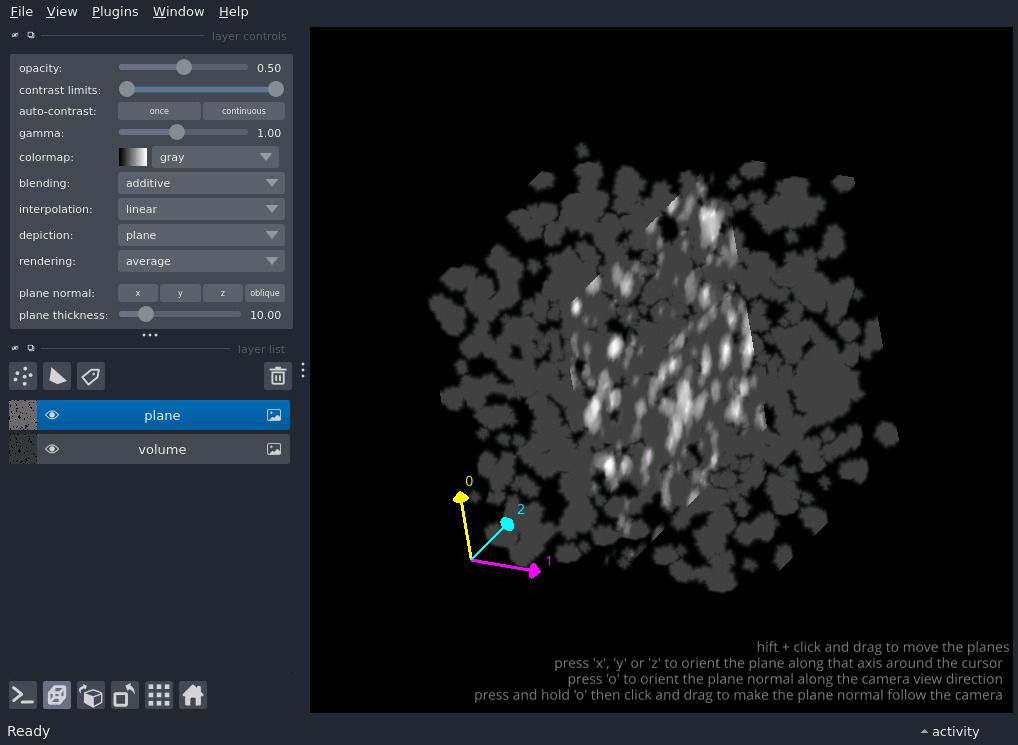 File View Plugins Window Help
layer controls
opacity: 0.50
contrast limits:
auto-contrast: once continuous
gamma: 1.00
colormap: gray
blending: additive
interpolation: linear
depiction: plane
rendering: average
plane normal: x y z oblique
plane thickness: 10.00
layer list
plane
volume
0
2
1
hift + click and drag to move the planes
press 'x', 'y' or 'z' to orient the plane along that axis around the cursor
press 'o' to orient the plane normal along the camera view direction
press and hold 'o' then click and drag to make the plane normal follow the camera
Ready activity